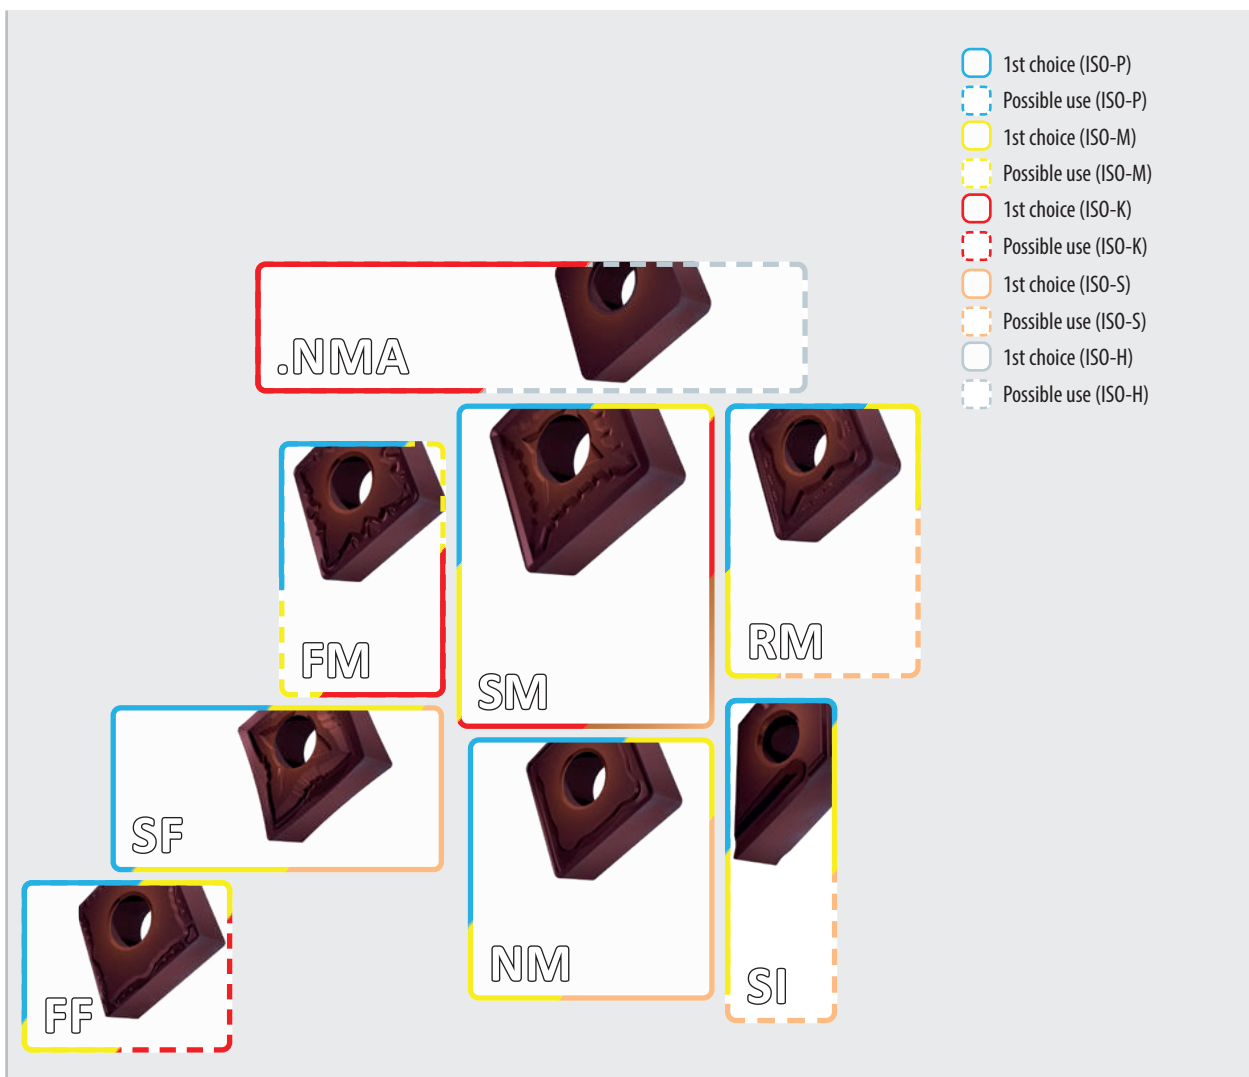 1st choice (ISO-P)
Possible use (ISO-P)
1st choice (ISO-M)
Possible use (ISO-M)
1st choice (ISO-K)
Possible use (ISO-K)
1st choice (ISO-S)
Possible use (ISO-S)
1st choice (ISO-H)
Possible use (ISO-H)
.NMA
FM
SM
RM
SF
NM
SI
FF